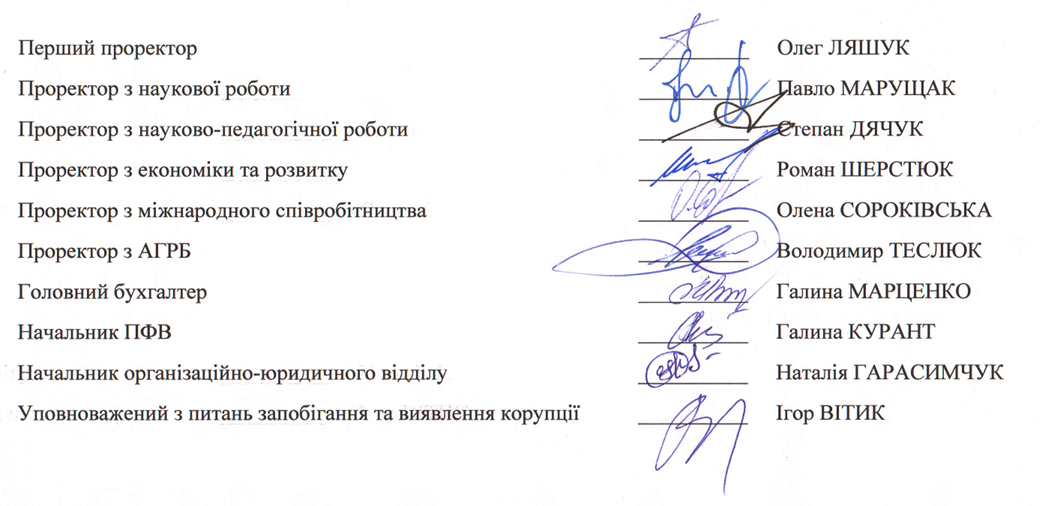 Перший проректор Олег ЛЯШУК
Проректор з наукової роботи Павло МАРУЩАК
Проректор з науково-педагогічної роботи Степан ДЯЧУК
Проректор з економіки та розвитку Роман ШЕРСТЮК
Проректор з міжнародного співробітництва Олена СОРОКІВСЬКА
Проректор з АГРБ Володимир ТЕСЛЮК
Головний бухгалтер Галина МАРЦЕНКО
Начальник ПФВ Галина КУРАНТ
Начальник організаційно-юридичного відділу Наталія ГАРАСИМЧУК
Уповноважений з питань запобігання та виявлення корупції Ігор ВІТИК